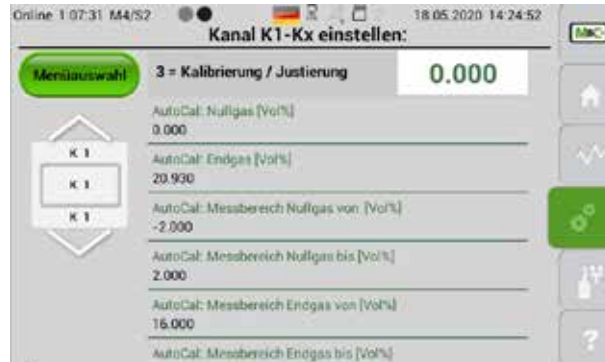 Online 1:07:31 M4/S2 18.05.2020 14:24:52
Kanal K1-Kx einstellen:
Menüauswahl
3 = Kalibrierung / Justierung 0.000
AutoCal: Nullgas [Vol%]
0.000
AutoCal: Endgas [Vol%]
20.930
AutoCal: Messbereich Nullgas von [Vol%]
-2.000
AutoCal: Messbereich Nullgas bis [Vol%]
2.000
AutoCal: Messbereich Endgas von [Vol%]
16.000
AutoCal: Messbereich Endgas bis [Vol%]
K 1
K 1
K 1
?